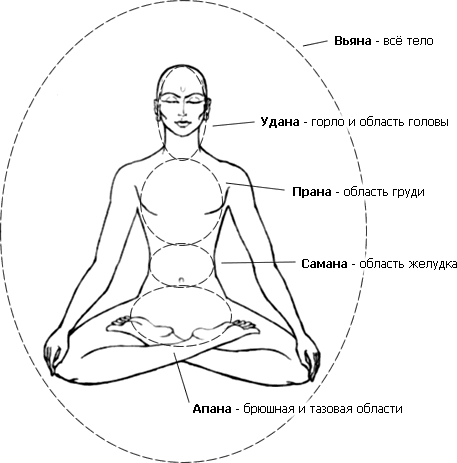 Вьяна - всё тело
Удана - горло и область головы
Прана - область груди
Самана - область желудка
Апана - брюшная и тазовая области